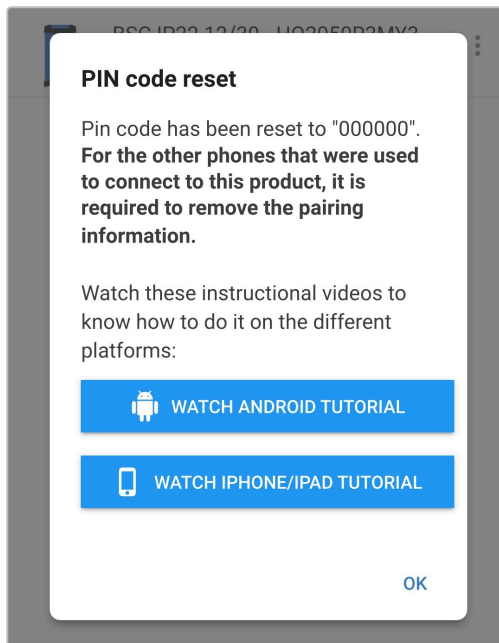 PIN code reset
Pin code has been reset to "000000".
For the other phones that were used
to connect to this product, it is
required to remove the pairing
information.
Watch these instructional videos to
know how to do it on the different
platforms:
WATCH ANDROID TUTORIAL
WATCH IPHONE/IPAD TUTORIAL
OK